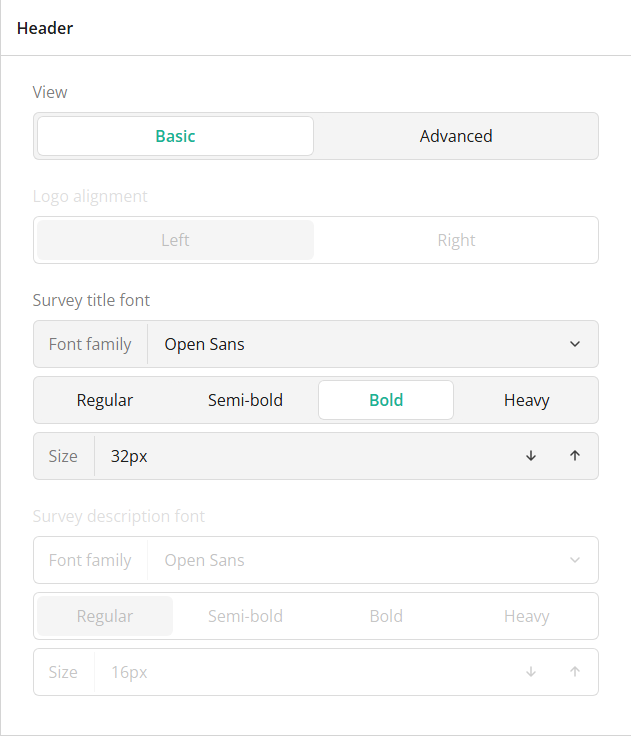 Header
View
Basic Advanced
Logo alignment
Left Right
Survey title font
Font family Open Sans
Regular Semi-bold Bold Heavy
Size 32px
Survey description font
Font family Open Sans
Regular Semi-bold Bold Heavy
Size 16px